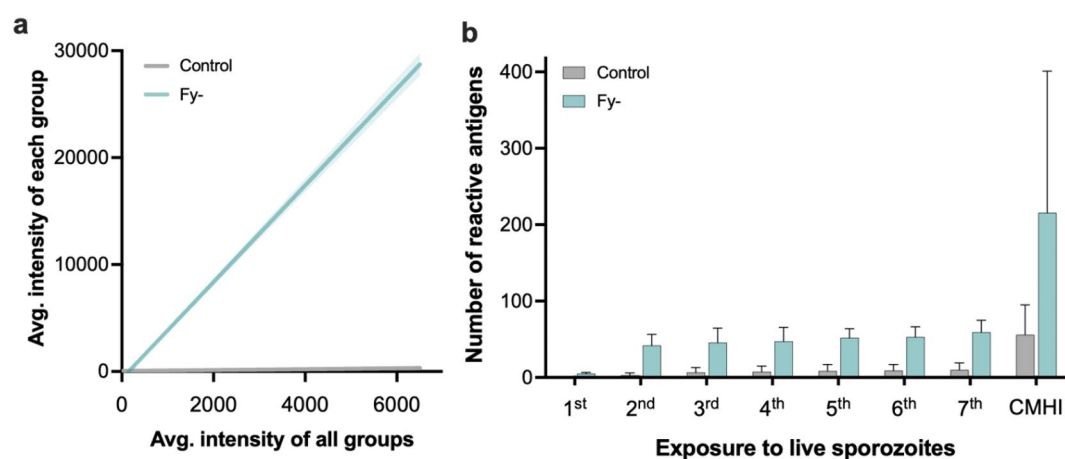 a
Control
Fy-
Avg. intensity of each group
30000
20000
10000
0
0 2000 4000 6000
Avg. intensity of all groups
b
Control
Fy-
Number of reactive antigens
400
300
200
100
0
1st 2nd 3rd 4th 5th 6th 7th CMHI
Exposure to live sporozoites